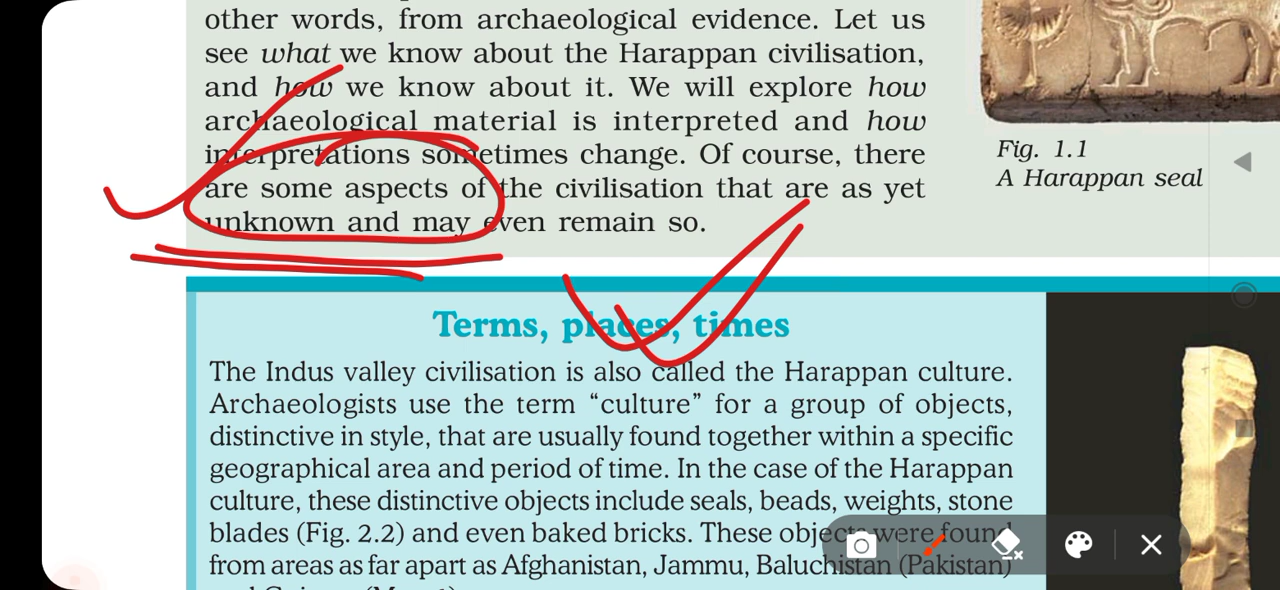 other words, from archaeological evidence. Let us
see what we know about the Harappan civilisation,
and how we know about it. We will explore how
archaeological material is interpreted and how
interpretations sometimes change. Of course, there
are some aspects of the civilisation that are as yet
unknown and may even remain so.
Fig. 1.1
A Harappan seal
Terms, places, times
The Indus valley civilisation is also called the Harappan culture.
Archaeologists use the term “culture” for a group of objects,
distinctive in style, that are usually found together within a specific
geographical area and period of time. In the case of the Harappan
culture, these distinctive objects include seals, beads, weights, stone
blades (Fig. 2.2) and even baked bricks. These objects were found
from areas as far apart as Afghanistan, Jammu, Baluchistan (Pakistan)